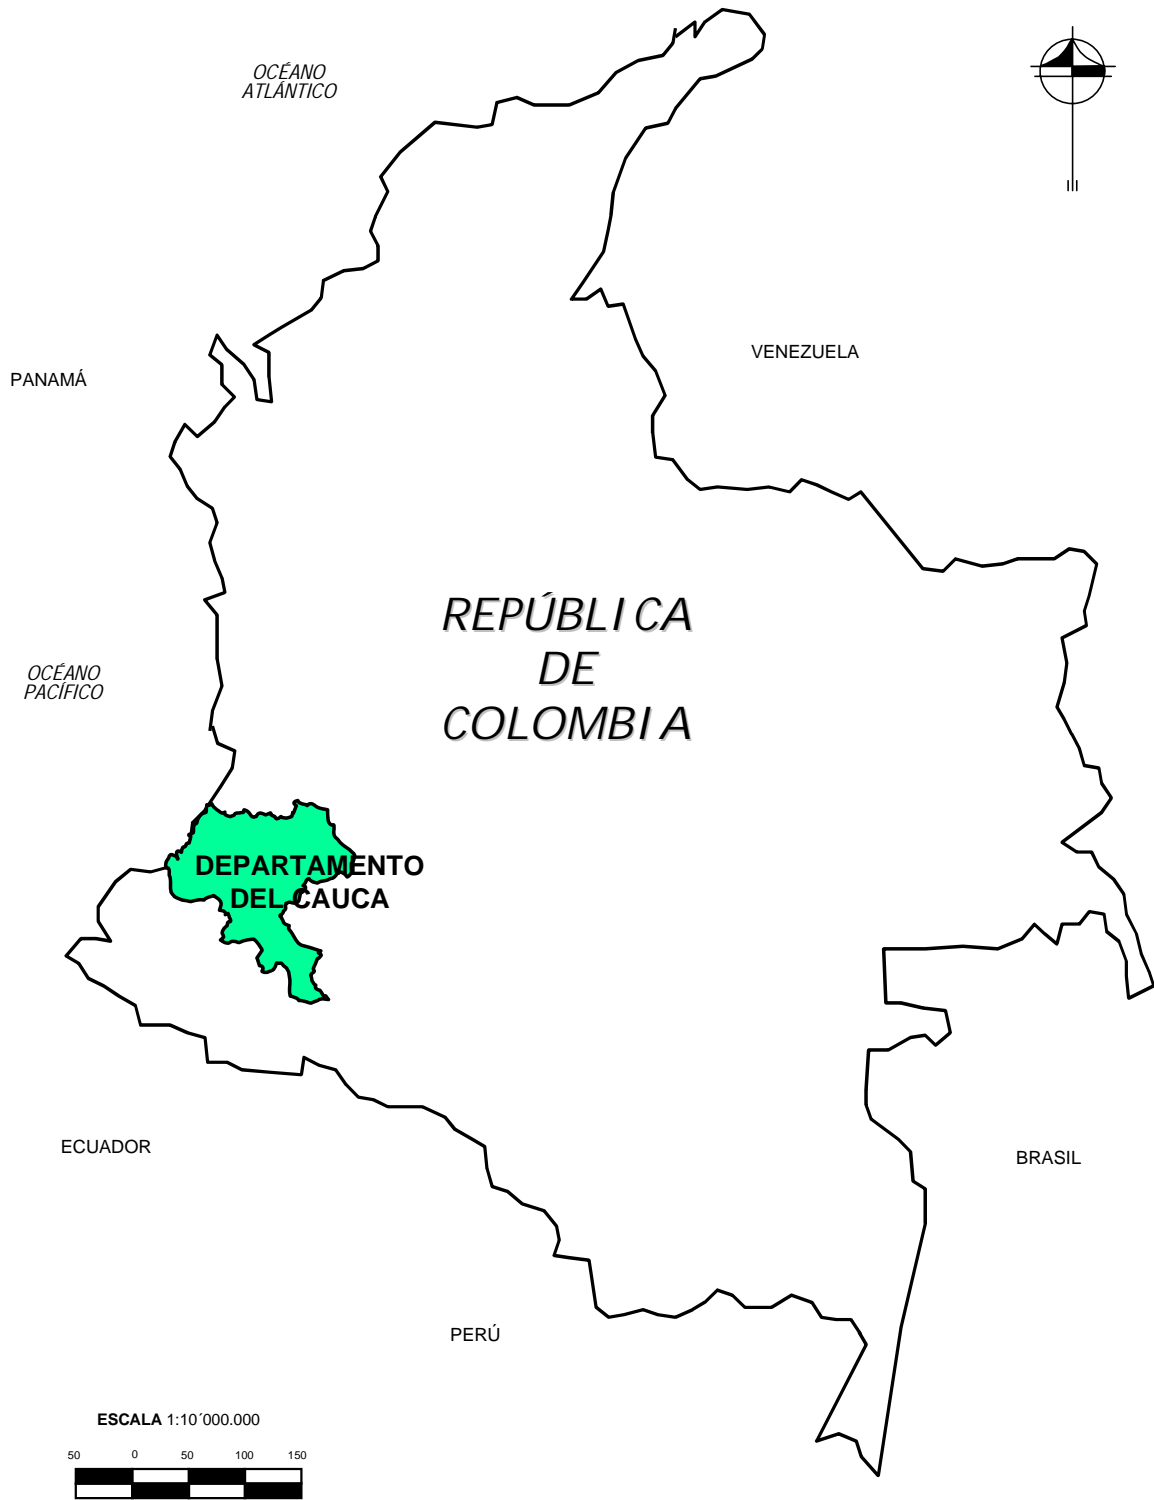 OCÉANO
ATLÁNTICO
VENEZUELA
PANAMÁ
REPÚBLICA
DE
COLOMBIA
OCÉANO
PACÍFICO
DEPARTAMENTO
DEL CAUCA
ECUADOR
BRASIL
PERÚ
ESCALA 1:10´000.000
50 0 50 100 150